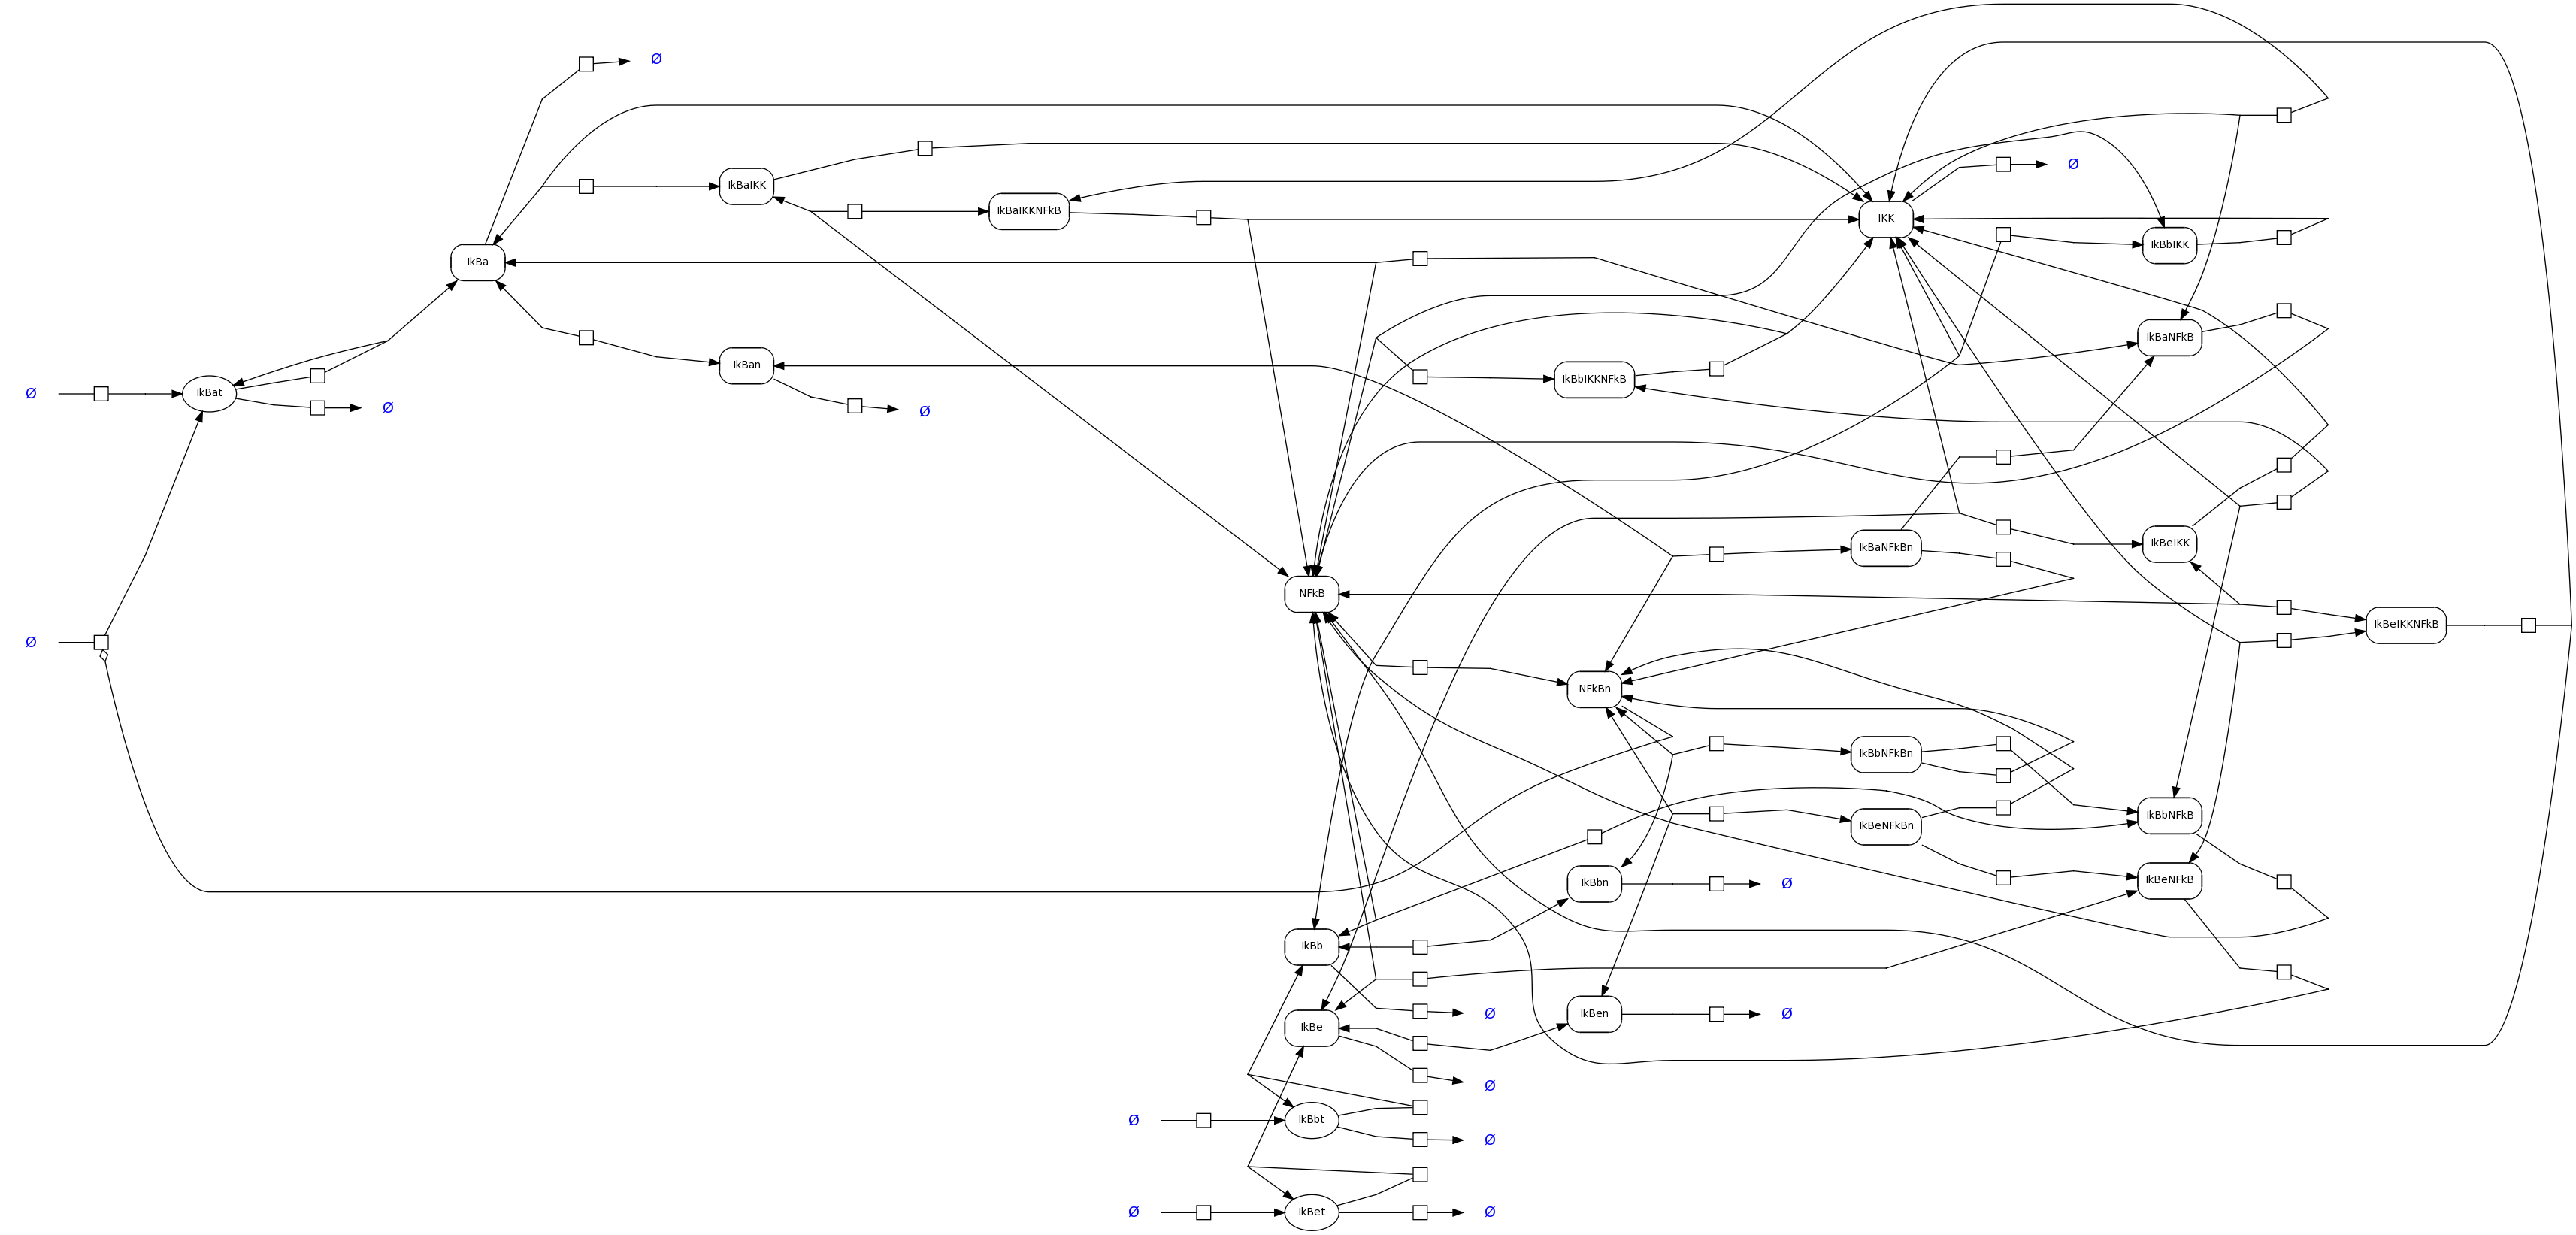 Ø
IKK
Ø
IkBaIKK
IkBaIKKNFkB
IkBbIKK
IkBa
IkBaNFkB
IkBan
IkBbIKKNFkB
Ø
IkBat
Ø
Ø
IkBaNFkBn
IkBeIKK
NFkB
IkBeIKKNFkB
Ø
NFkBn
IkBbNFkBn
IkBbNFkB
IkBeNFkBn
IkBeNFkB
IkBbn
Ø
IkBb
Ø
IkBen
Ø
IkBe
Ø
Ø
IkBbt
Ø
Ø
IkBet
Ø